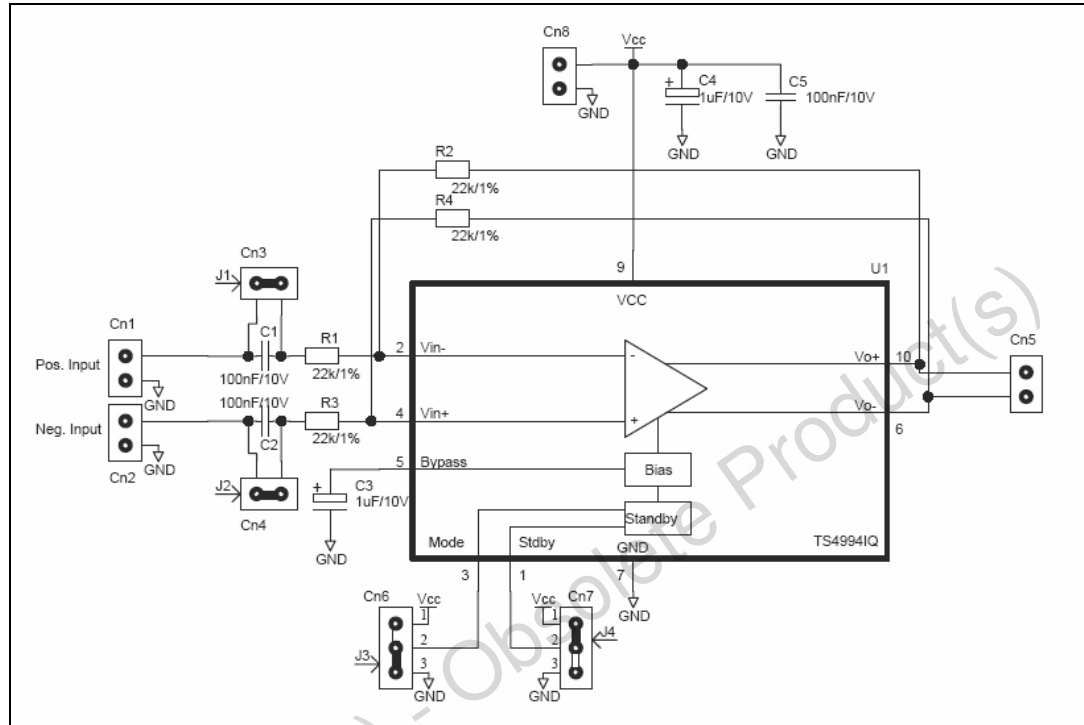 Cn8
Vcc
+
C4
1uF/10V
C5
100nF/10V
GND
GND
GND
R2
22k/1%
R4
22k/1%
Cn3
J1
9
U1
VCC
Cn1
C1
R1
2
Vin-
-
Vo+
10
Cn5
Pos. Input
100nF/10V
22k/1%
GND
100nF/10V
R3
4
Vin+
+
Vo-
6
Neg. Input
C2
22k/1%
GND
Cn2
5
Bypass
Bias
J2
Cn4
+
C3
1uF/10V
Standby
GND
Mode
Stdby
GND
TS4994IQ
3
1
7
Cn6
Vcc
1
2
3
J3
GND
Vcc
Cn7
1
2
3
J4
GND
GND
) - Obsolete Product(s)